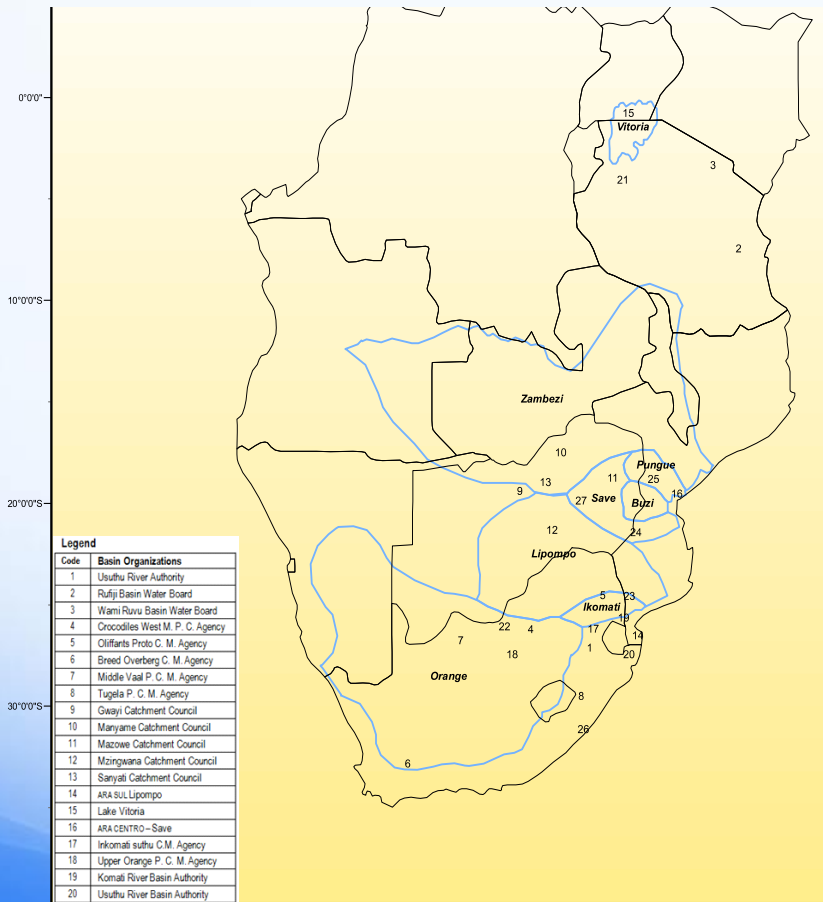 0°0'0"
15
Vitoria
3
21
2
10°0'0"S
Zambezi
10
Pungue
13
11
25
9
16
27
Save
Buzi
20°0'0"S
12
24
Lipompo
5
23
Ikomati
19
22
4
17
14
7
18
1
20
Orange
8
30°0'0"S
26
6
Legend
Code Basin Organizations
1 Usuthu River Authority
2 Rufiji Basin Water Board
3 Wami Ruvu Basin Water Board
4 Crocodiles West M. P. C. Agency
5 Oliffants Proto C. M. Agency
6 Breed Overberg C. M. Agency
7 Middle Vaal P. C. M. Agency
8 Tugela P. C. M. Agency
9 Gwayi Catchment Council
10 Manyame Catchment Council
11 Mazowe Catchment Council
12 Mzingwana Catchment Council
13 Sanyati Catchment Council
14 ARA SUL Lipompo
15 Lake Vitoria
16 ARA CENTRO – Save
17 Inkomati suthu C.M. Agency
18 Upper Orange P. C. M. Agency
19 Komati River Basin Authority
20 Usuthu River Basin Authority